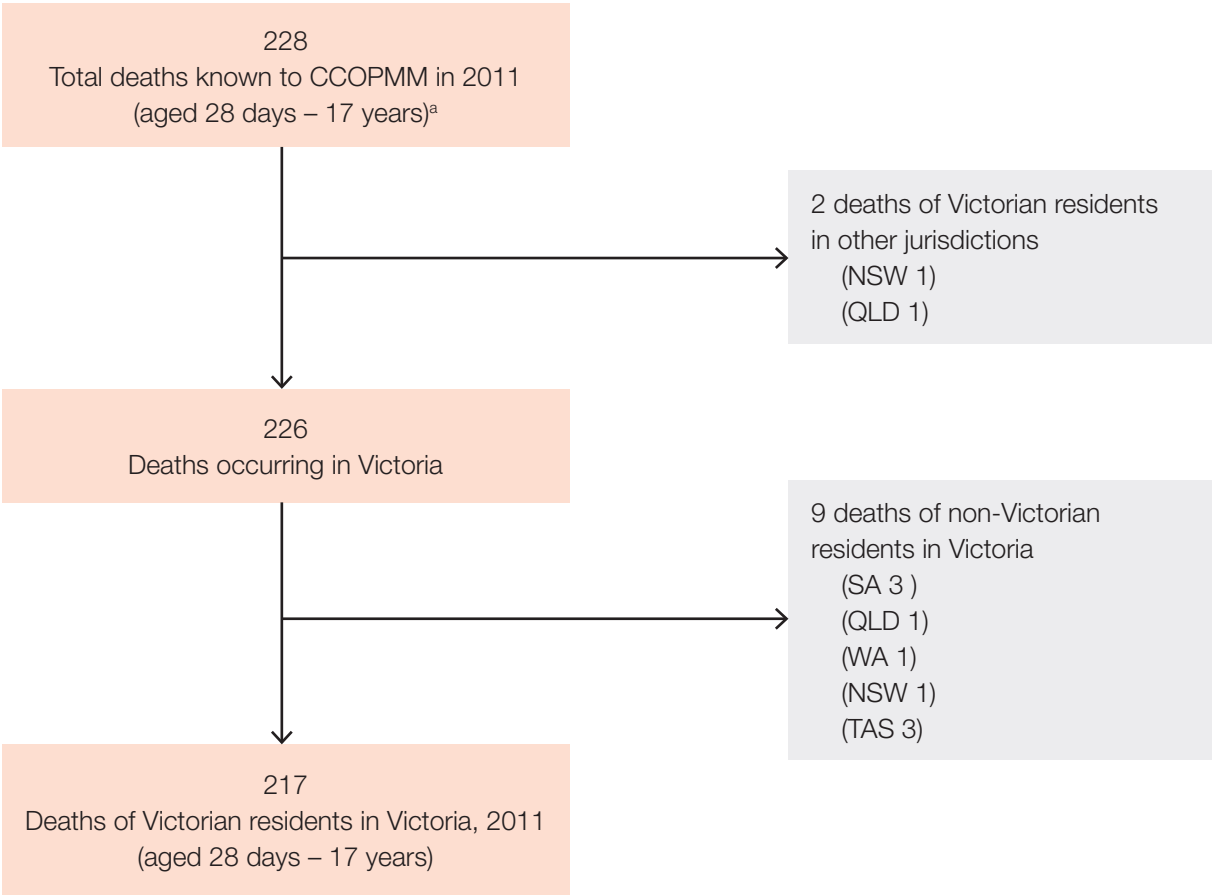 228
Total deaths known to CCOPMM in 2011
(aged 28 days – 17 years)ᵃ
2 deaths of Victorian residents
in other jurisdictions
(NSW 1)
(QLD 1)
226
Deaths occurring in Victoria
9 deaths of non-Victorian
residents in Victoria
(SA 3 )
(QLD 1)
(WA 1)
(NSW 1)
(TAS 3)
217
Deaths of Victorian residents in Victoria, 2011
(aged 28 days – 17 years)